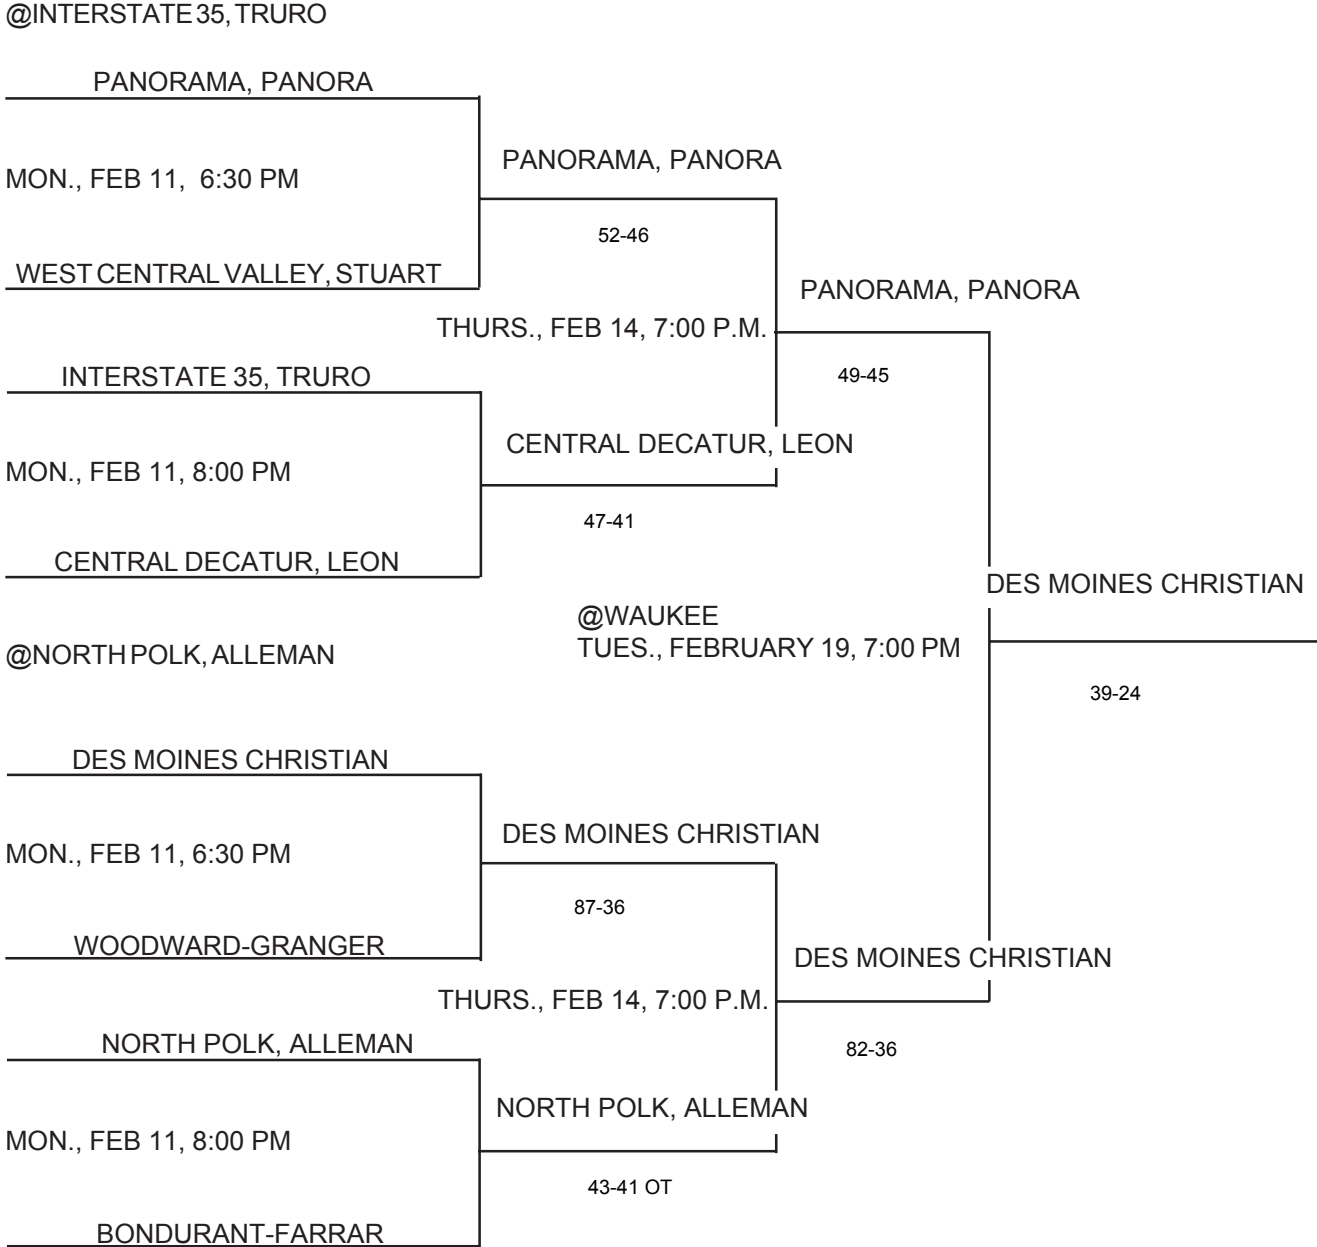 @INTERSTATE 35, TRURO
PANORAMA, PANORA
PANORAMA, PANORA
MON., FEB 11, 6:30 PM
52-46
WEST CENTRAL VALLEY, STUART
PANORAMA, PANORA
THURS., FEB 14, 7:00 P.M.
INTERSTATE 35, TRURO
49-45
CENTRAL DECATUR, LEON
MON., FEB 11, 8:00 PM
47-41
CENTRAL DECATUR, LEON
DES MOINES CHRISTIAN
@WAUKEE
TUES., FEBRUARY 19, 7:00 PM
@NORTH POLK, ALLEMAN
39-24
DES MOINES CHRISTIAN
DES MOINES CHRISTIAN
MON., FEB 11, 6:30 PM
87-36
WOODWARD-GRANGER
DES MOINES CHRISTIAN
THURS., FEB 14, 7:00 P.M.
NORTH POLK, ALLEMAN
82-36
NORTH POLK, ALLEMAN
MON., FEB 11, 8:00 PM
43-41 OT
BONDURANT-FARRAR